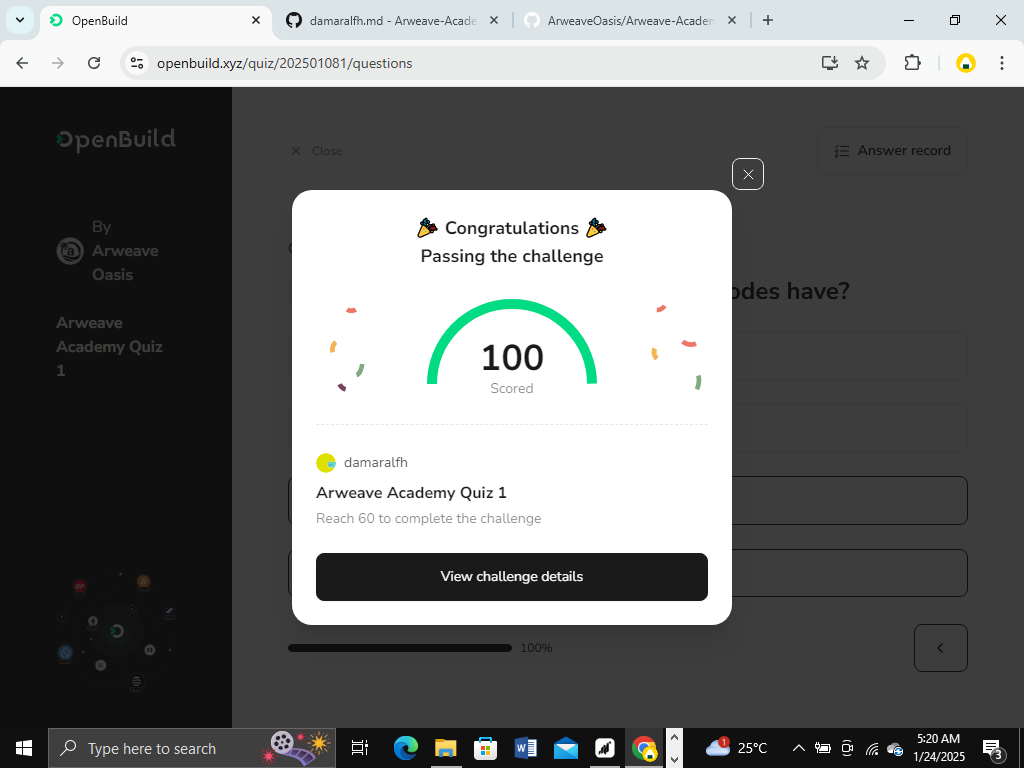 OpenBuild
damaralfh.md - Arweave-Acade
ArweaveOasis/Arweave-Academ
openbuild.xyz/quiz/202501081/questions
OpenBuild
Close
Answer record
By
Arweave
Oasis
Arweave
Academy Quiz
1
Congratulations
Passing the challenge
odes have?
100
Scored
damaralfh
Arweave Academy Quiz 1
Reach 60 to complete the challenge
View challenge details
100%
Type here to search
1
25°C
5:20 AM
1/24/2025
3